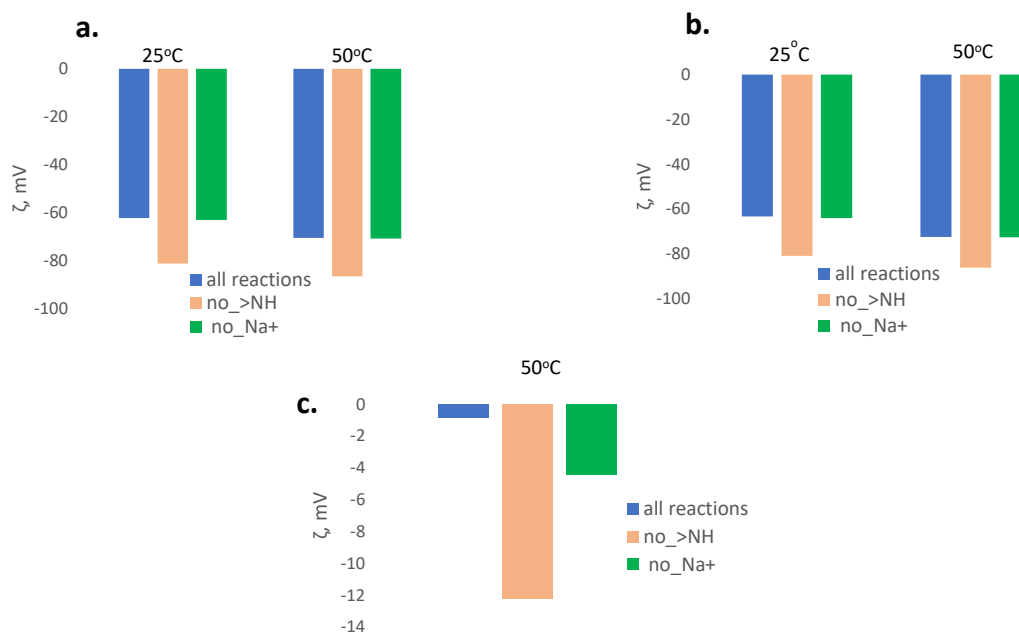 a.
25°C 50°C
0
-20
-40
-60
-80
-100
ζ, mV
all reactions
no_>NH
no_Na+
b.
25°C 50°C
0
-20
-40
-60
-80
-100
ζ, mV
all reactions
no_>NH
no_Na+
c.
50°C
0
-2
-4
-6
-8
-10
-12
-14
ζ, mV
all reactions
no_>NH
no_Na+